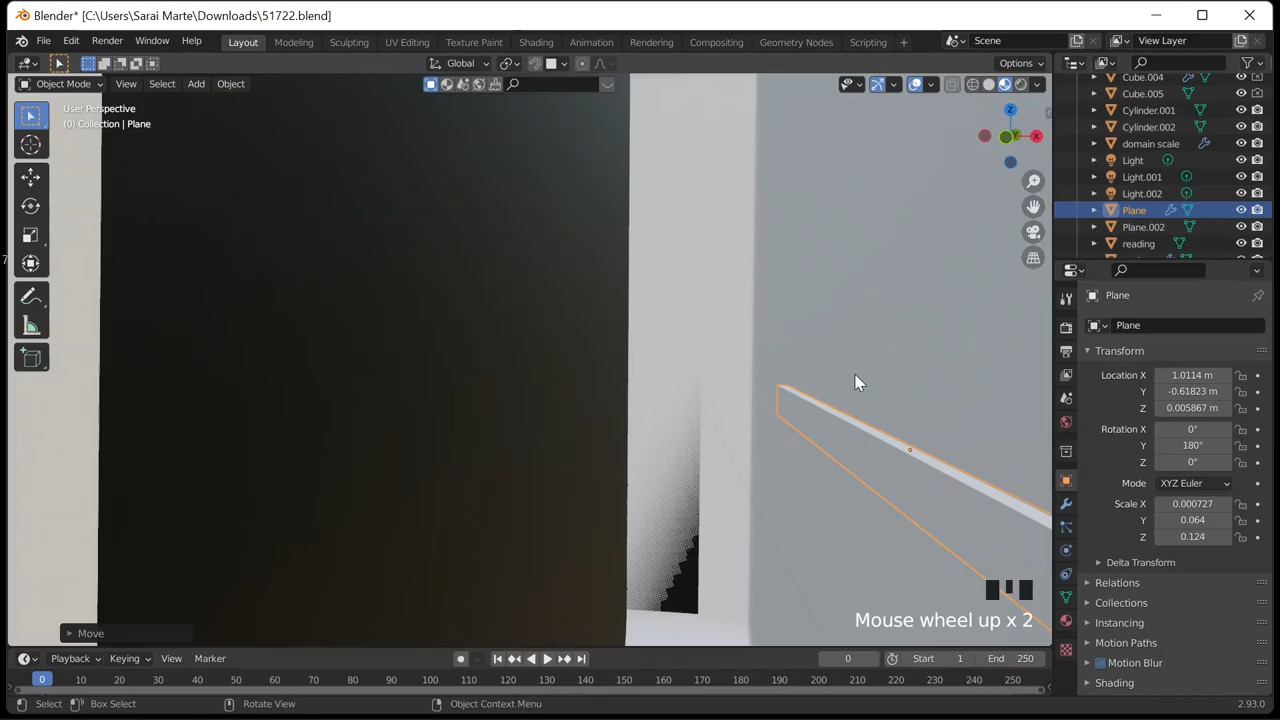 Blender* [C:\Users\Sarai Marte\Downloads\51722.blend]
File Edit Render Window Help Layout Modeling Sculpting UV Editing Texture Paint Shading Animation Rendering Compositing Geometry Nodes Scripting + Scene View Layer
Global Options
Object Mode View Select Add Object
User Perspective
(0) Collection | Plane
Z
Y X
7
Cube.004
Cube.005
Cylinder.001
Cylinder.002
domain scale
Light
Light.001
Light.002
Plane
Plane.002
reading
Plane
Plane
Transform
Location X 1.0114 m
Y -0.61823 m
Z 0.005867 m
Rotation X 0°
Y 180°
Z 0°
Mode XYZ Euler
Scale X 0.000727
Y 0.064
Z 0.124
Delta Transform
Relations
Collections
Instancing
Motion Paths
Motion Blur
Shading
Mouse wheel up x 2
Move
Playback Keying View Marker 0 Start 1 End 250
0 10 20 30 40 50 60 70 80 90 100 110 120 130 140 150 160 170 180 190 200 210 220 230 240 250
Select Box Select Rotate View Object Context Menu 2.93.0